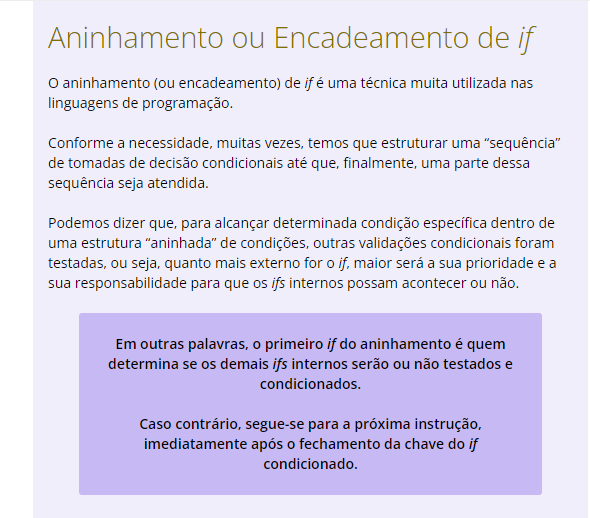 Aninhamento ou Encadeamento de if
O aninhamento (ou encadeamento) de if é uma técnica muita utilizada nas
linguagens de programação.
Conforme a necessidade, muitas vezes, temos que estruturar uma “sequência”
de tomadas de decisão condicionais até que, finalmente, uma parte dessa
sequência seja atendida.
Podemos dizer que, para alcançar determinada condição específica dentro de
uma estrutura “aninhada” de condições, outras validações condicionais foram
testadas, ou seja, quanto mais externo for o if, maior será a sua prioridade e a
sua responsabilidade para que os ifs internos possam acontecer ou não.
Em outras palavras, o primeiro if do aninhamento é quem
determina se os demais ifs internos serão ou não testados e
condicionados.
Caso contrário, segue-se para a próxima instrução,
imediatamente após o fechamento da chave do if
condicionado.